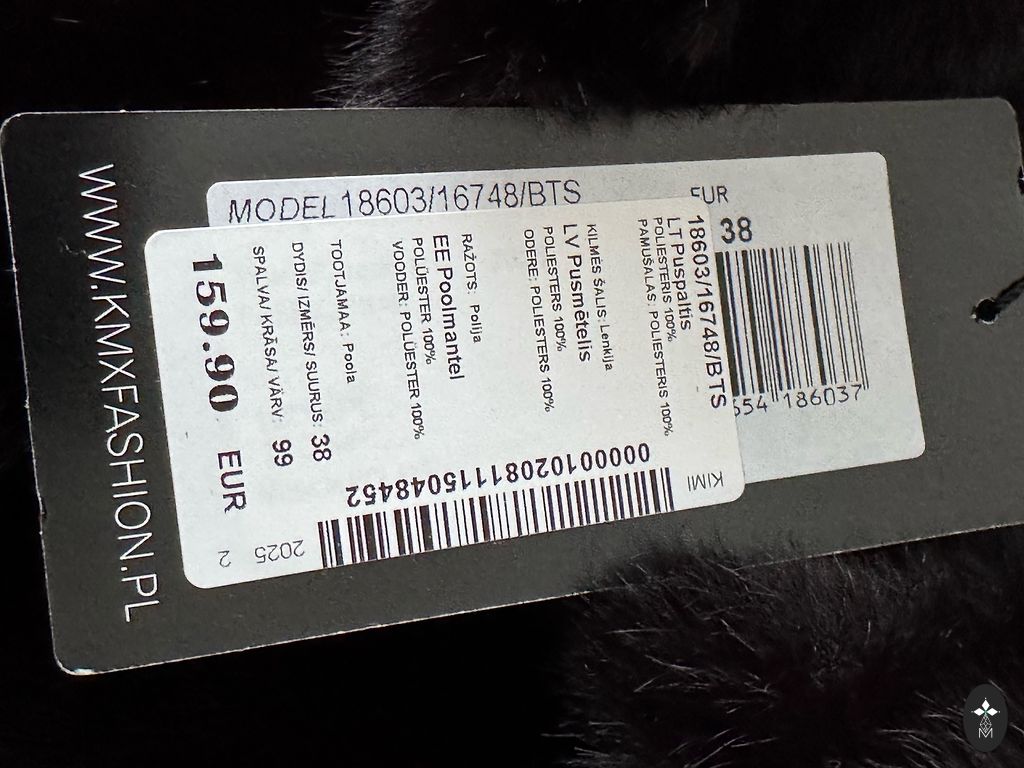 WWW.KMXFASHION.PL
MODEL 18603/16748/BTS
EUR
38
654 186037
18603/16748/BTS
LT Puspaltis
POLIESTERIS 100%
PAMUŠALAS: POLIESTERIS 100%
KILMĖS ŠALIS: Lenkija
LV Pusmētelis
POLIESTERS 100%
ODERE: POLIESTERS 100%
RAŽOTS: Polija
EE Poolmantel
POLÜESTER 100%
VOODER: POLÜESTER 100%
TOOTJAMAA: Poola
DYDIS/ IZMĒRS/ SUURUS: 38
SPALVA/ KRĀSA/ VÄRV: 99
159.90 EUR
KIMI
00000102081115048452
2025
2
M